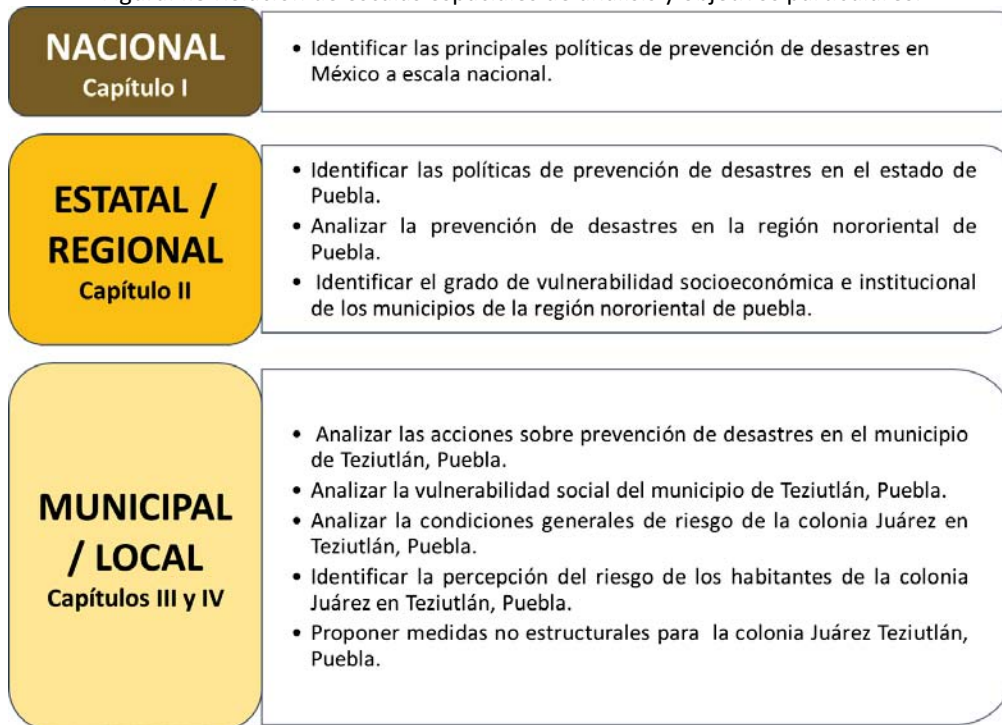 NACIONAL
Capítulo I
• Identificar las principales políticas de prevención de desastres en
México a escala nacional.
ESTATAL /
REGIONAL
Capítulo II
• Identificar las políticas de prevención de desastres en el estado de
Puebla.
• Analizar la prevención de desastres en la región nororiental de
Puebla.
• Identificar el grado de vulnerabilidad socioeconómica e institucional
de los municipios de la región nororiental de puebla.
MUNICIPAL
/ LOCAL
Capítulos III y IV
• Analizar las acciones sobre prevención de desastres en el municipio
de Teziutlán, Puebla.
• Analizar la vulnerabilidad social del municipio de Teziutlán, Puebla.
• Analizar la condiciones generales de riesgo de la colonia Juárez en
Teziutlán, Puebla.
• Identificar la percepción del riesgo de los habitantes de la colonia
Juárez en Teziutlán, Puebla.
• Proponer medidas no estructurales para la colonia Juárez Teziutlán,
Puebla.